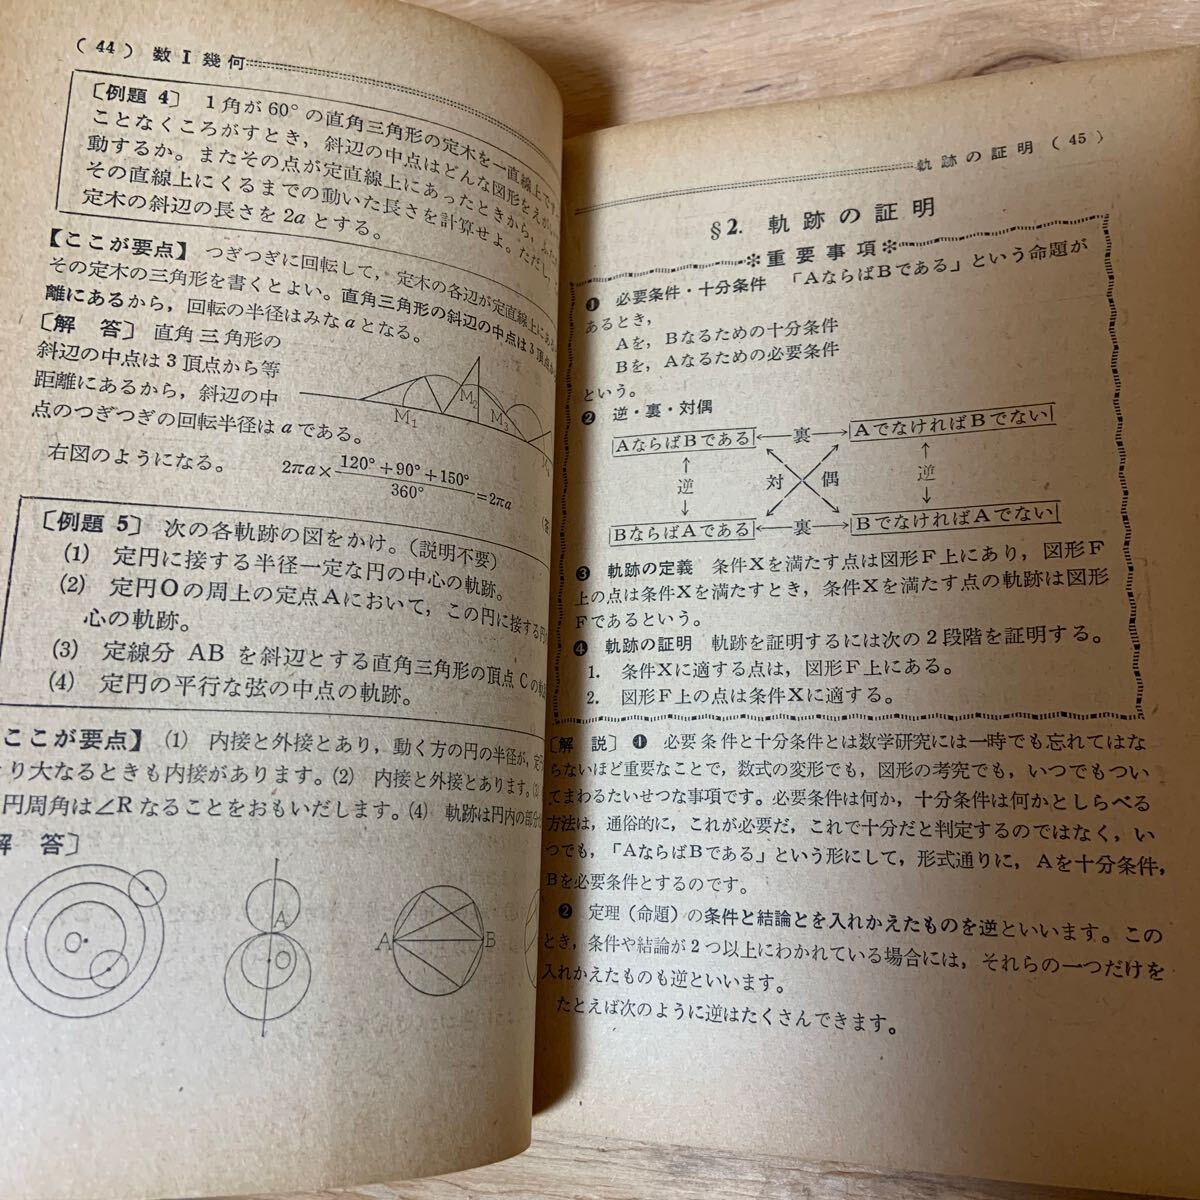 ( 44 ) 数 I 幾何
[例題 4] 1角が60°の直角三角形の定木を一直線上で
ことなくころがすとき，斜辺の中点はどんな図形をえが
動するか。またその点が定直線上にあったときから，ふた
その直線上にくるまでの動いた長さを計算せよ。ただし，
定木の斜辺の長さを2aとする。
【ここが要点】 つぎつぎに回転して，定木の各辺が定直線上にあ
その定木の三角形を書くとよい。直角三角形の斜辺の中点は3頂点か
離にあるから，回転の半径はみなaとなる。
[解 答] 直角三角形の
斜辺の中点は3頂点から等
距離にあるから，斜辺の中
点のつぎつぎの回転半径はaである。
右図のようになる。 2πa× 120°+90°+150° / 360° =2πa
(答
M1 M2 M3 M4
[例題 5] 次の各軌跡の図をかけ。(説明不要)
(1) 定円に接する半径一定な円の中心の軌跡。
(2) 定円Oの周上の定点Aにおいて，この円に接する円
心の軌跡。
(3) 定線分 AB を斜辺とする直角三角形の頂点 C の軌
(4) 定円の平行な弦の中点の軌跡。
ここが要点】 (1) 内接と外接とあり，動く方の円の半径が，定
り大なるときも内接があります。(2) 内接と外接とあります。
円周角は∠Rなることをおもいだします。(4) 軌跡は円内の部分
解 答]
O
A
O
A B
軌跡の証明 ( 45 )
§2. 軌跡の証明
※重要事項※
❶ 必要条件・十分条件 「AならばBである」という命題が
あるとき，
Aを，Bなるための十分条件
Bを，Aなるための必要条件
という。
❷ 逆・裏・対偶
AならばBである ←裏→ AでなければBでない
↑ 逆 ↓ 対 偶 ↑ 逆 ↓
BならばAである ←裏→ BでなければAでない
❸ 軌跡の定義 条件Xを満たす点は図形F上にあり，図形F
上の点は条件Xを満たすとき，条件Xを満たす点の軌跡は図形
Fであるという。
❹ 軌跡の証明 軌跡を証明するには次の2段階を証明する。
1. 条件Xに適する点は，図形F上にある。
2. 図形F上の点は条件Xに適する。
[解 説] ❶ 必要条件と十分条件とは数学研究には一時でも忘れてはな
らないほど重要なことで，数式の変形でも，図形の考究でも，いつでもつい
てまわるたいせつな事項です。必要条件は何か，十分条件は何かとしらべる
方法は，通俗的に，これが必要だ，これで十分だと判定するのではなく，い
つでも，「AならばBである」という形にして，形式通りに，Aを十分条件，
Bを必要条件とするのです。
❷ 定理（命題）の条件と結論とを入れかえたものを逆といいます。この
とき，条件や結論が2つ以上にわかれている場合には，それらの一つだけを
入れかえたものも逆といいます。
たとえば次のように逆はたくさんできます。